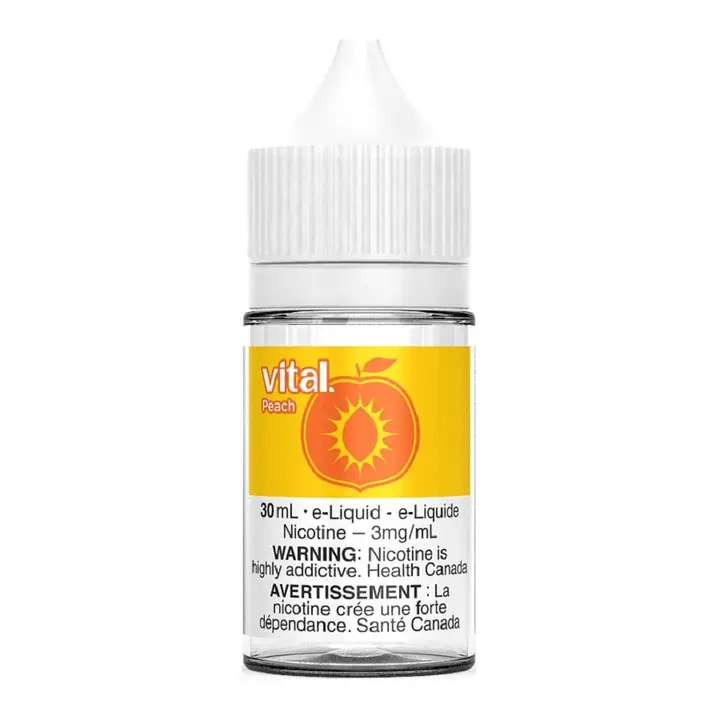 vital.
Peach
30 mL • e-Liquid - e-Liquide
Nicotine – 3mg/mL
WARNING: Nicotine is
highly addictive. Health Canada
AVERTISSEMENT : La
nicotine crée une forte
dépendance. Santé Canada